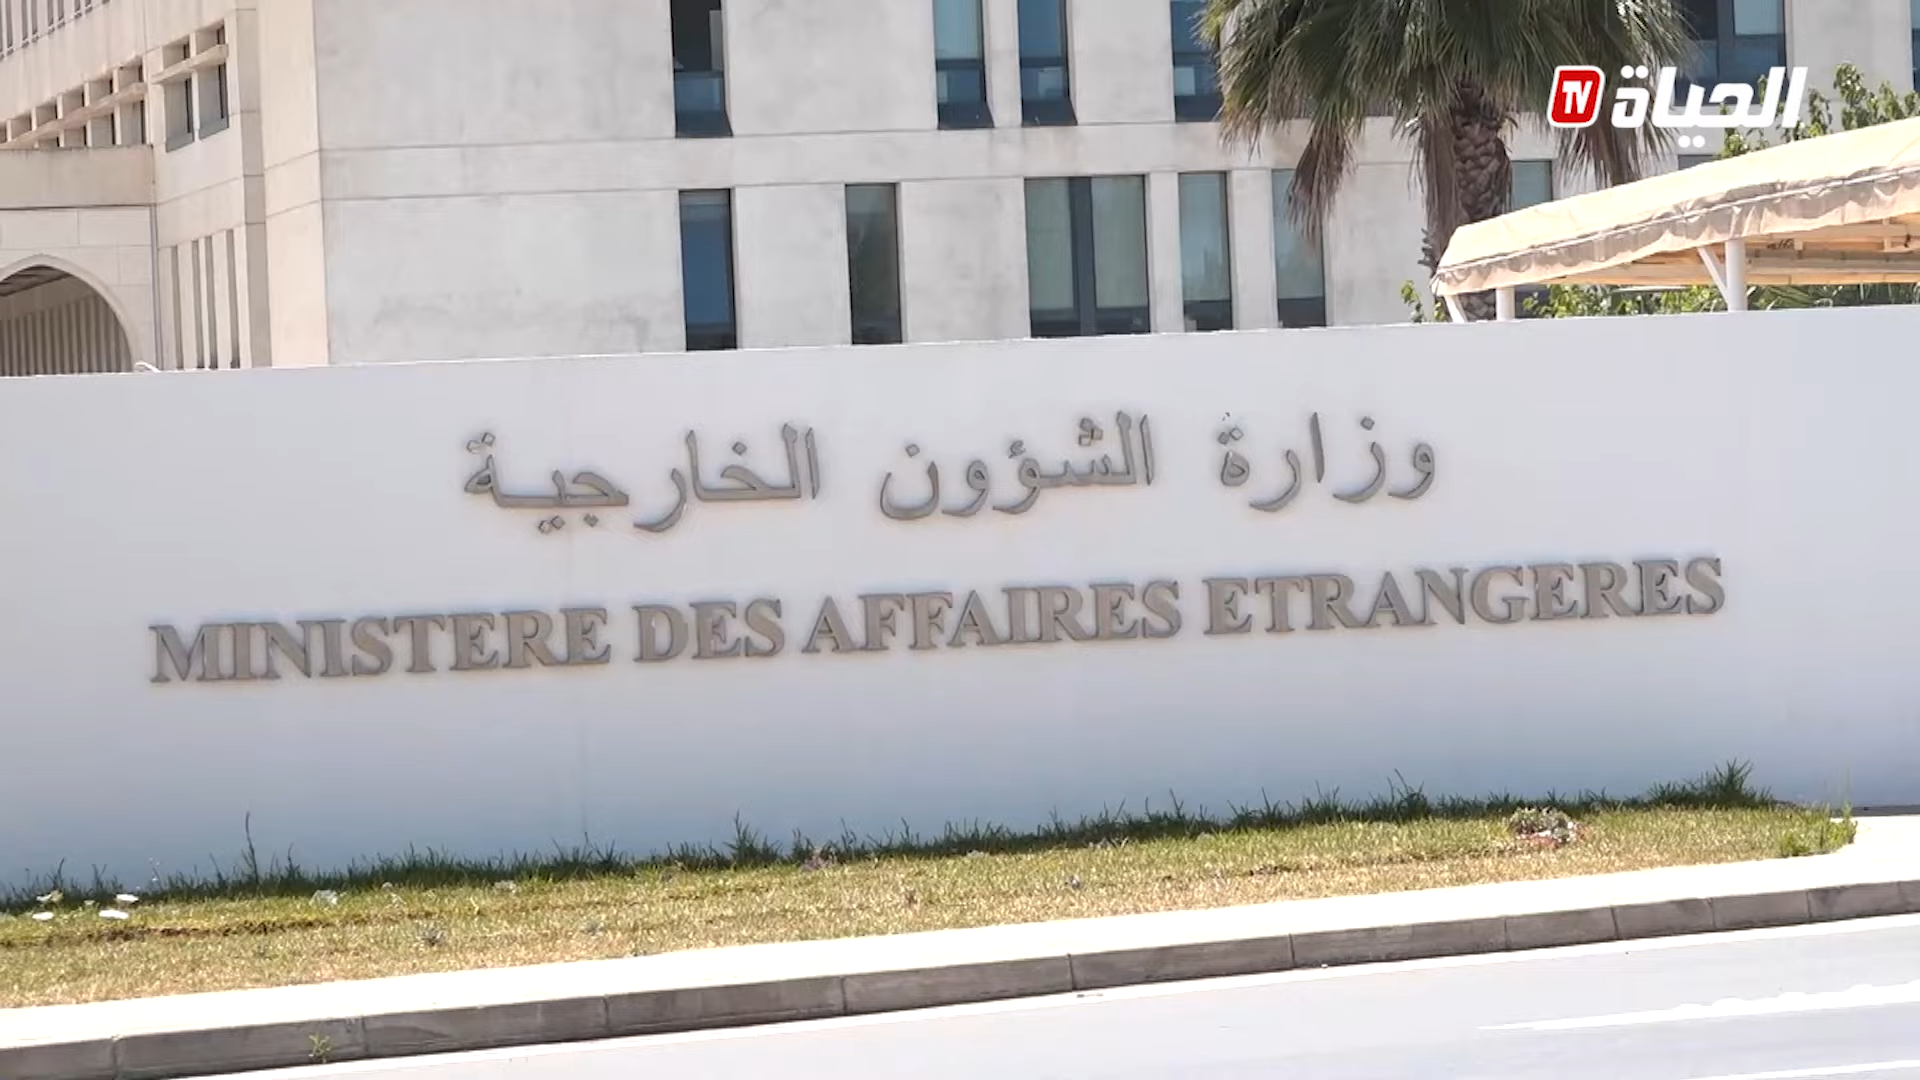 TV الحياة
وزارة الشؤون الخارجية
MINISTERE DES AFFAIRES ETRANGERES